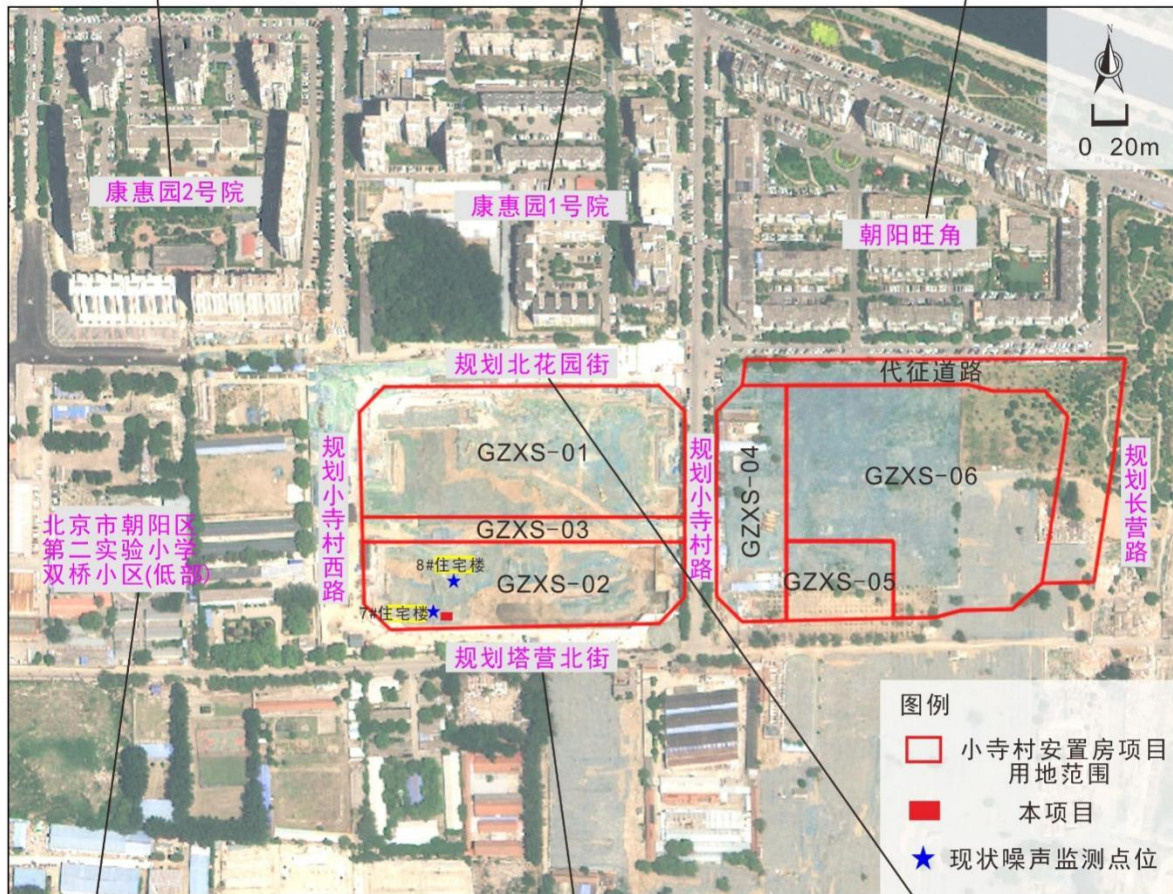 N
0 20m
康惠园2号院
康惠园1号院
朝阳旺角
规划北花园街
代征道路
GZXS-01
规划小寺村西路
规划小寺村路
GZXS-04
GZXS-06
规划长营路
北京市朝阳区
第二实验小学
双桥小区(低部)
GZXS-03
8#住宅楼
GZXS-02
GZXS-05
7#住宅楼
规划塔营北街
图例
小寺村安置房项目
用地范围
本项目
现状噪声监测点位